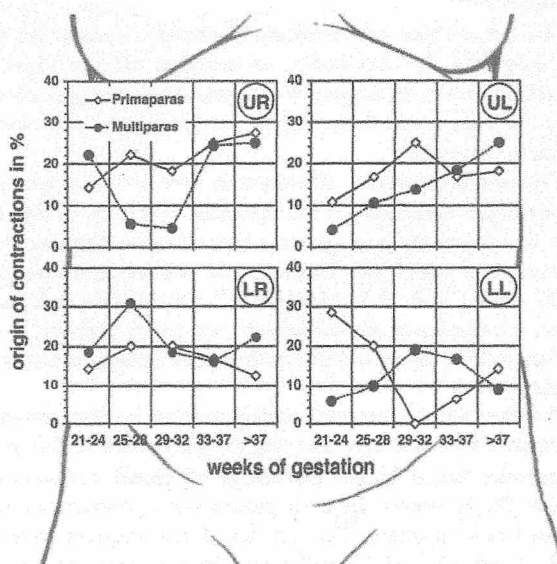 origin of contractions in %
40
30
20
10
0
Primaparas
Multiparas
UR
40
30
20
10
0
UL
40
30
20
10
0
LR
40
30
20
10
0
LL
21-24 25-28 29-32 33-37 >37
21-24 25-28 29-32 33-37 >37
weeks of gestation